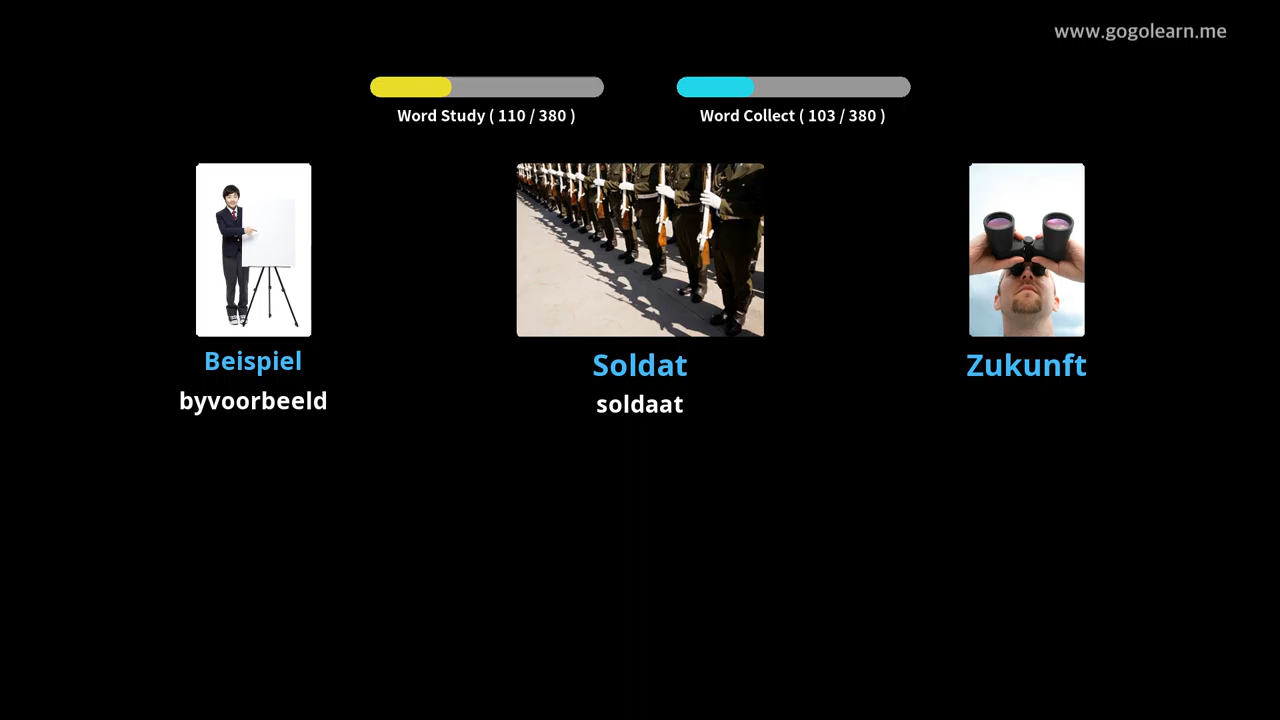 www.gogolearn.me
Word Study ( 110 / 380 )
Word Collect ( 103 / 380 )
Beispiel
Soldat
Zukunft
byvoorbeeld
soldaat